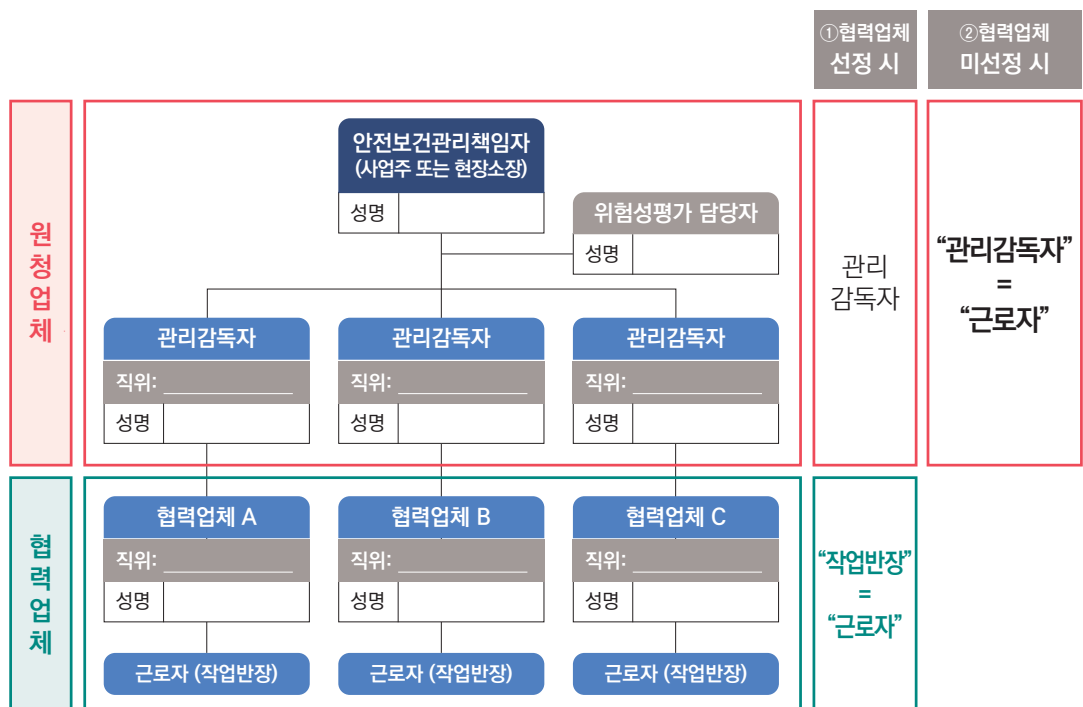 ①협력업체
선정 시
②협력업체
미선정 시
원청업체
안전보건관리책임자
(사업주 또는 현장소장)
성명
위험성평가 담당자
성명
관리감독자
직위:
성명
관리감독자
직위:
성명
관리감독자
직위:
성명
관리
감독자
“관리감독자”
=
“근로자”
협력업체
협력업체 A
직위:
성명
근로자 (작업반장)
협력업체 B
직위:
성명
근로자 (작업반장)
협력업체 C
직위:
성명
근로자 (작업반장)
“작업반장”
=
“근로자”